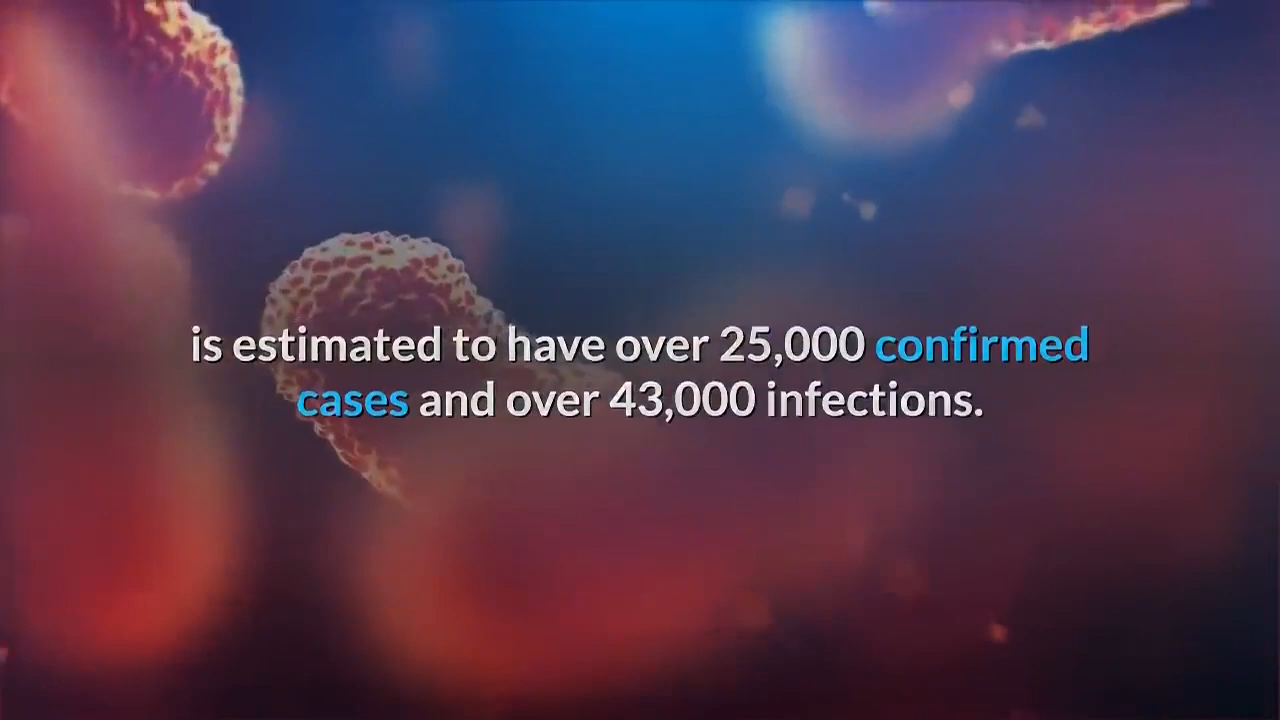 is estimated to have over 25,000 confirmed
cases and over 43,000 infections.